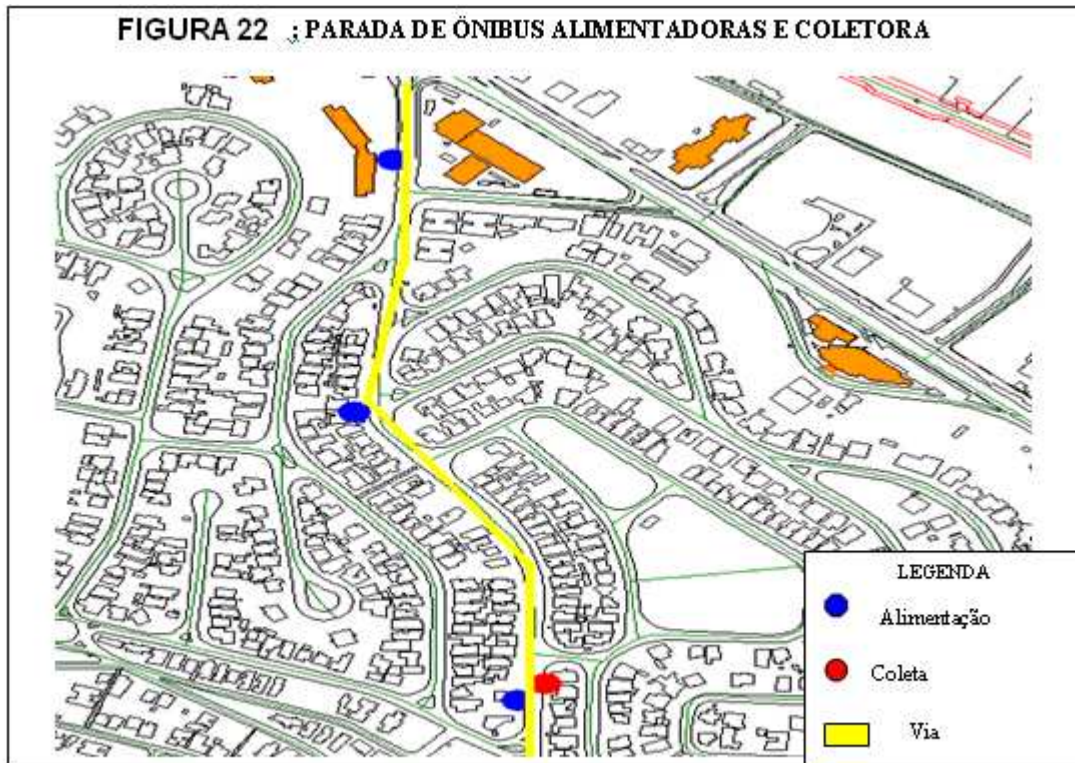 FIGURA 22 : PARADA DE ÔNIBUS ALIMENTADORAS E COLETORA
LEGENDA
Alimentação
Coleta
Via